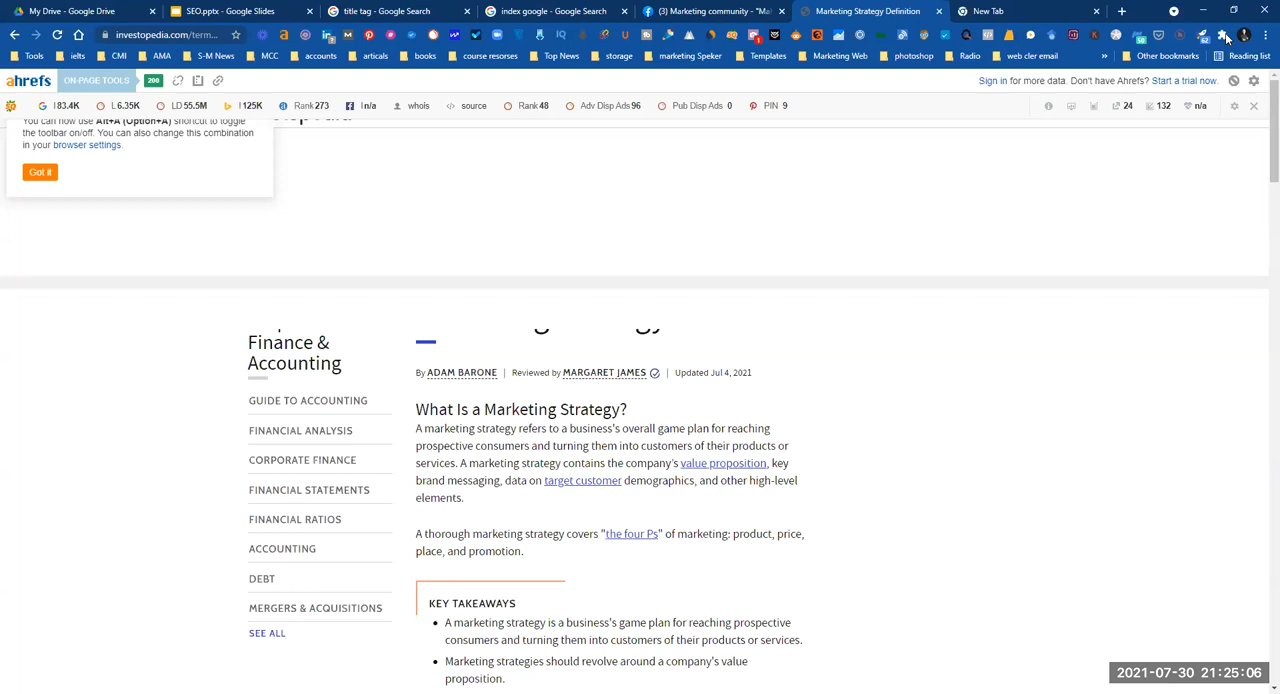 My Drive - Google Drive
SEO.pptx - Google Slides
title tag - Google Search
index google - Google Search
(3) Marketing community - "Ma
Marketing Strategy Definition
New Tab
investopedia.com/term...
Tools
ielts
CMI
AMA
S-M News
MCC
accounts
articals
books
course resorses
Top News
storage
marketing Speker
Templates
Marketing Web
photoshop
Radio
web cler email
»
Other bookmarks
Reading list
ahrefs
ON-PAGE TOOLS
200
Sign in for more data. Don't have Ahrefs? Start a trial now.
I 83.4K
L 6.35K
LD 55.5M
I 125K
Rank 273
l n/a
whois
source
Rank 48
Adv Disp Ads 96
Pub Disp Ads 0
PIN 9
24
132
n/a
You can now use Alt+A (Option+A) shortcut to toggle
the toolbar on/off. You can also change this combination
in your browser settings.
Got it
Finance &
Accounting
GUIDE TO ACCOUNTING
FINANCIAL ANALYSIS
CORPORATE FINANCE
FINANCIAL STATEMENTS
FINANCIAL RATIOS
ACCOUNTING
DEBT
MERGERS & ACQUISITIONS
SEE ALL
By ADAM BARONE | Reviewed by MARGARET JAMES | Updated Jul 4, 2021
What Is a Marketing Strategy?
A marketing strategy refers to a business's overall game plan for reaching
prospective consumers and turning them into customers of their products or
services. A marketing strategy contains the company's value proposition, key
brand messaging, data on target customer demographics, and other high-level
elements.
A thorough marketing strategy covers "the four Ps" of marketing: product, price,
place, and promotion.
KEY TAKEAWAYS
A marketing strategy is a business's game plan for reaching prospective
consumers and turning them into customers of their products or services.
Marketing strategies should revolve around a company's value
proposition.
2021-07-30 21:25:06